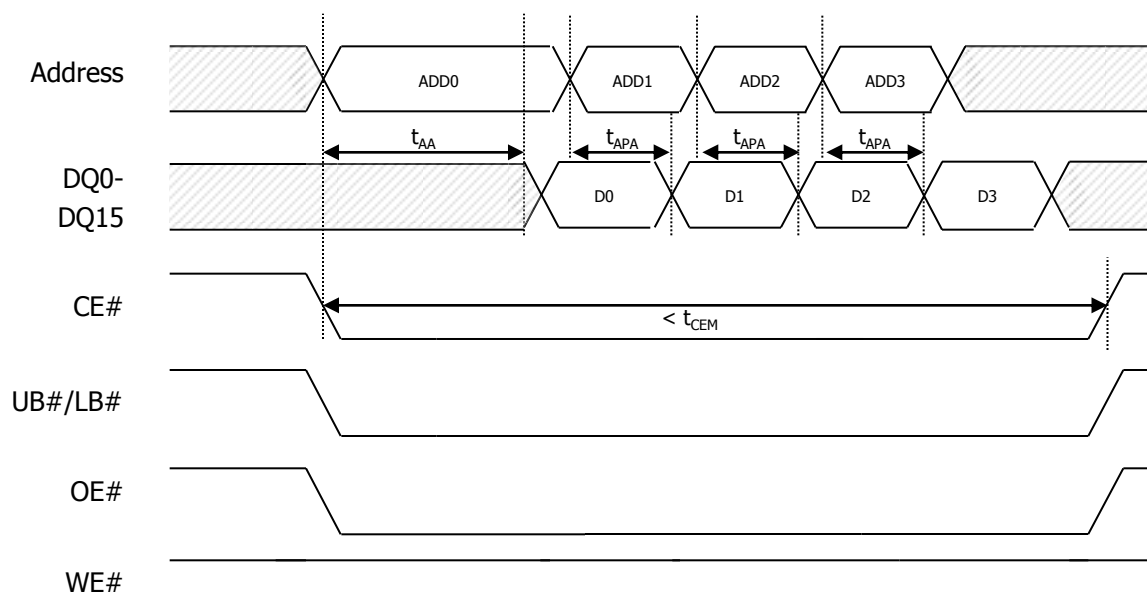 Address
ADD0
ADD1
ADD2
ADD3
tAA
tAPA
tAPA
tAPA
DQ0-
DQ15
D0
D1
D2
D3
CE#
< tCEM
UB#/LB#
OE#
WE#